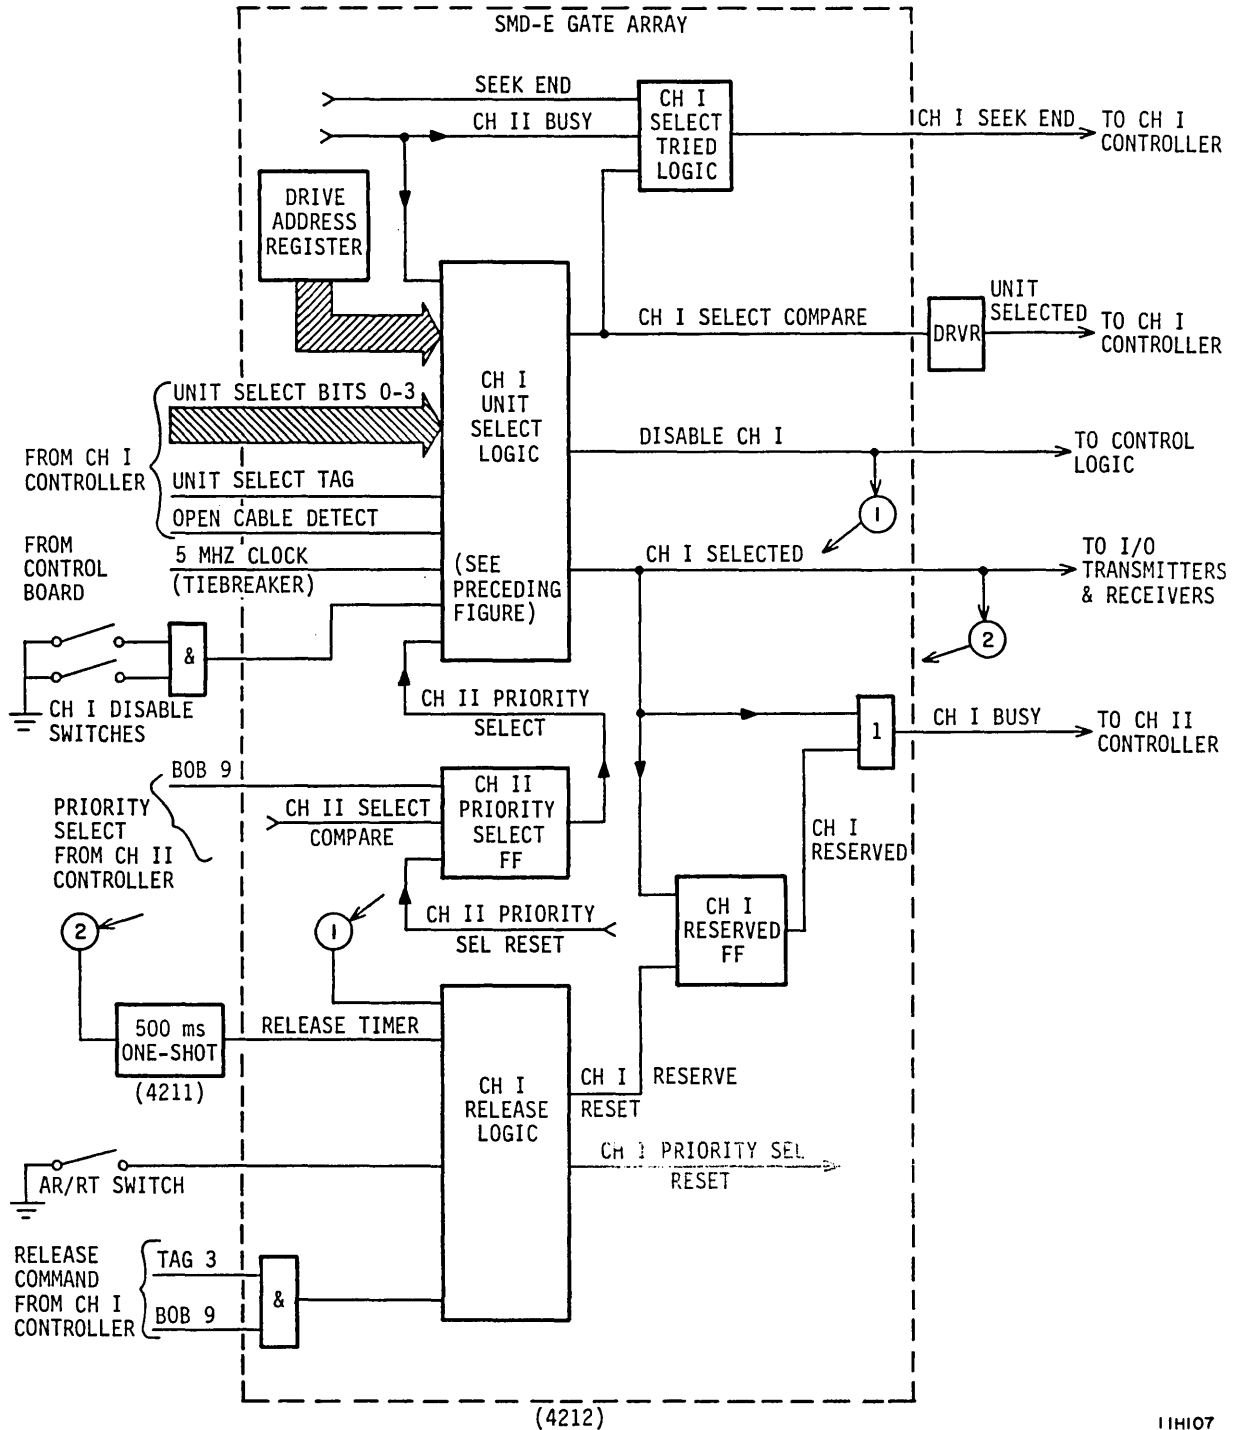 SMD-E GATE ARRAY
SEEK END
CH II BUSY
CH I
SELECT
TRIED
LOGIC
CH I SEEK END
TO CH I
CONTROLLER
DRIVE
ADDRESS
REGISTER
CH I SELECT COMPARE
DRVR
UNIT
SELECTED
TO CH I
CONTROLLER
UNIT SELECT BITS 0-3
CH I
UNIT
SELECT
LOGIC
(SEE
PRECEDING
FIGURE)
DISABLE CH I
TO CONTROL
LOGIC
FROM CH I
CONTROLLER
UNIT SELECT TAG
OPEN CABLE DETECT
1
FROM
CONTROL
BOARD
5 MHZ CLOCK
(TIEBREAKER)
CH I SELECTED
TO I/O
TRANSMITTERS
& RECEIVERS
2
&
CH I DISABLE
SWITCHES
CH II PRIORITY
SELECT
1
CH I BUSY
TO CH II
CONTROLLER
BOB 9
PRIORITY
SELECT
FROM CH II
CONTROLLER
CH II SELECT
COMPARE
CH II
PRIORITY
SELECT
FF
CH I
RESERVED
2
1
CH II PRIORITY
SEL RESET
CH I
RESERVED
FF
500 ms
ONE-SHOT
(4211)
RELEASE TIMER
CH I
RELEASE
LOGIC
CH I RESERVE
RESET
CH I PRIORITY SEL
RESET
AR/RT SWITCH
RELEASE
COMMAND
FROM CH I
CONTROLLER
TAG 3
BOB 9
&
(4212)
11H107